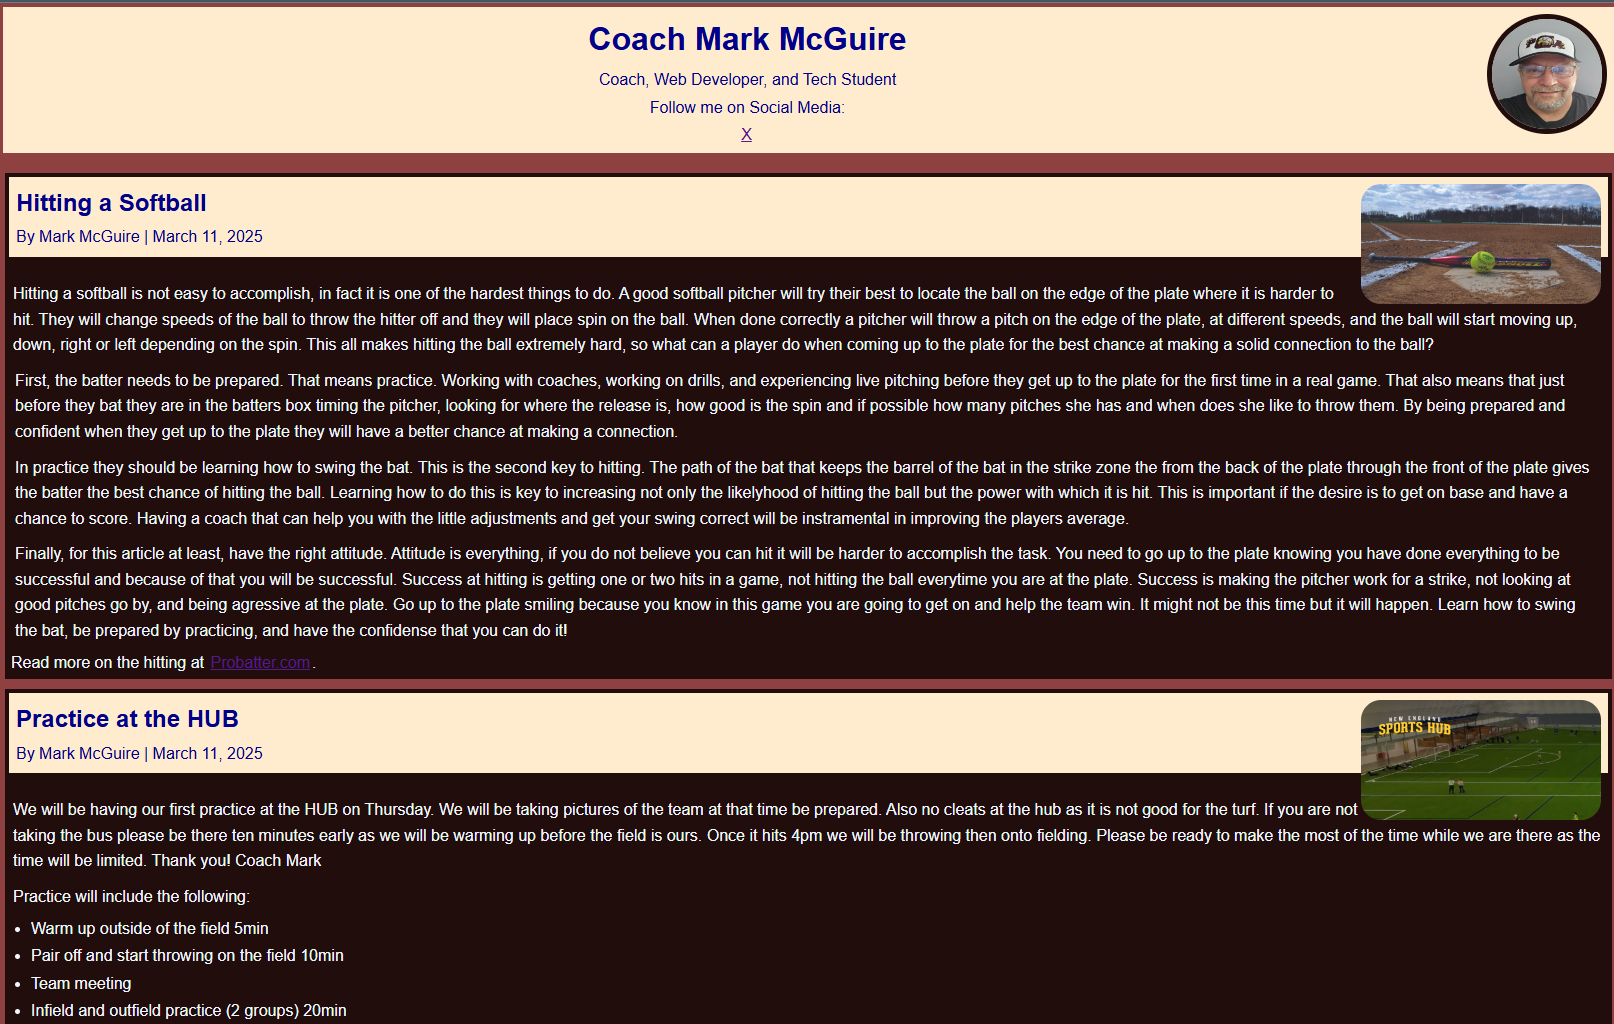 Coach Mark McGuire
Coach, Web Developer, and Tech Student
Follow me on Social Media:
X
Hitting a Softball
By Mark McGuire | March 11, 2025
Hitting a softball is not easy to accomplish, in fact it is one of the hardest things to do. A good softball pitcher will try their best to locate the ball on the edge of the plate where it is harder to
hit. They will change speeds of the ball to throw the hitter off and they will place spin on the ball. When done correctly a pitcher will throw a pitch on the edge of the plate, at different speeds, and the ball will start moving up,
down, right or left depending on the spin. This all makes hitting the ball extremely hard, so what can a player do when coming up to the plate for the best chance at making a solid connection to the ball?
First, the batter needs to be prepared. That means practice. Working with coaches, working on drills, and experiencing live pitching before they get up to the plate for the first time in a real game. That also means that just
before they bat they are in the batters box timing the pitcher, looking for where the release is, how good is the spin and if possible how many pitches she has and when does she like to throw them. By being prepared and
confident when they get up to the plate they will have a better chance at making a connection.
In practice they should be learning how to swing the bat. This is the second key to hitting. The path of the bat that keeps the barrel of the bat in the strike zone the from the back of the plate through the front of the plate gives
the batter the best chance of hitting the ball. Learning how to do this is key to increasing not only the likelyhood of hitting the ball but the power with which it is hit. This is important if the desire is to get on base and have a
chance to score. Having a coach that can help you with the little adjustments and get your swing correct will be instramental in improving the players average.
Finally, for this article at least, have the right attitude. Attitude is everything, if you do not believe you can hit it will be harder to accomplish the task. You need to go up to the plate knowing you have done everything to be
successful and because of that you will be successful. Success at hitting is getting one or two hits in a game, not hitting the ball everytime you are at the plate. Success is making the pitcher work for a strike, not looking at
good pitches go by, and being agressive at the plate. Go up to the plate smiling because you know in this game you are going to get on and help the team win. It might not be this time but it will happen. Learn how to swing
the bat, be prepared by practicing, and have the confidense that you can do it!
Read more on the hitting at Probatter.com.
Practice at the HUB
By Mark McGuire | March 11, 2025
NEW ENGLAND
SPORTS HUB
We will be having our first practice at the HUB on Thursday. We will be taking pictures of the team at that time be prepared. Also no cleats at the hub as it is not good for the turf. If you are not
taking the bus please be there ten minutes early as we will be warming up before the field is ours. Once it hits 4pm we will be throwing then onto fielding. Please be ready to make the most of the time while we are there as the
time will be limited. Thank you! Coach Mark
Practice will include the following:
• Warm up outside of the field 5min
• Pair off and start throwing on the field 10min
• Team meeting
• Infield and outfield practice (2 groups) 20min